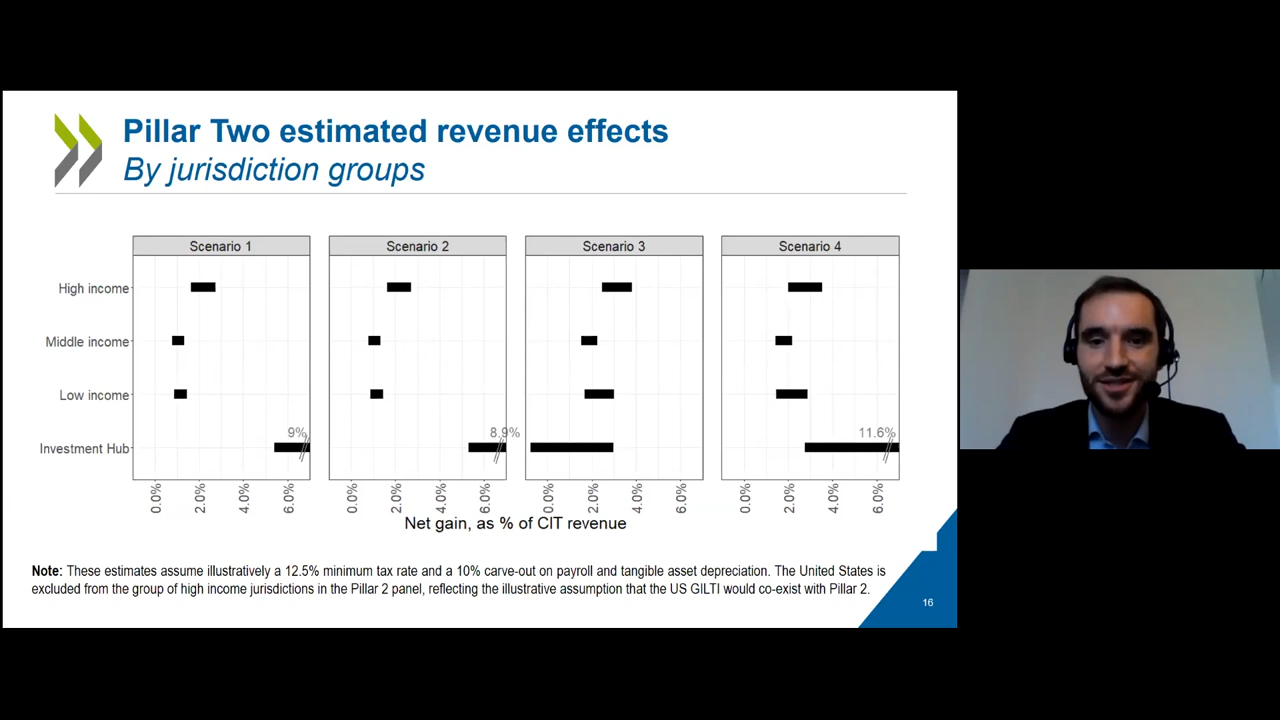 Pillar Two estimated revenue effects
By jurisdiction groups
Scenario 1
Scenario 2
Scenario 3
Scenario 4
High income
Middle income
Low income
Investment Hub
9%
8.9%
11.6%
0.0%
2.0%
4.0%
6.0%
0.0%
2.0%
4.0%
6.0%
0.0%
2.0%
4.0%
6.0%
0.0%
2.0%
4.0%
6.0%
Net gain, as % of CIT revenue
Note: These estimates assume illustratively a 12.5% minimum tax rate and a 10% carve-out on payroll and tangible asset depreciation. The United States is
excluded from the group of high income jurisdictions in the Pillar 2 panel, reflecting the illustrative assumption that the US GILTI would co-exist with Pillar 2.
16